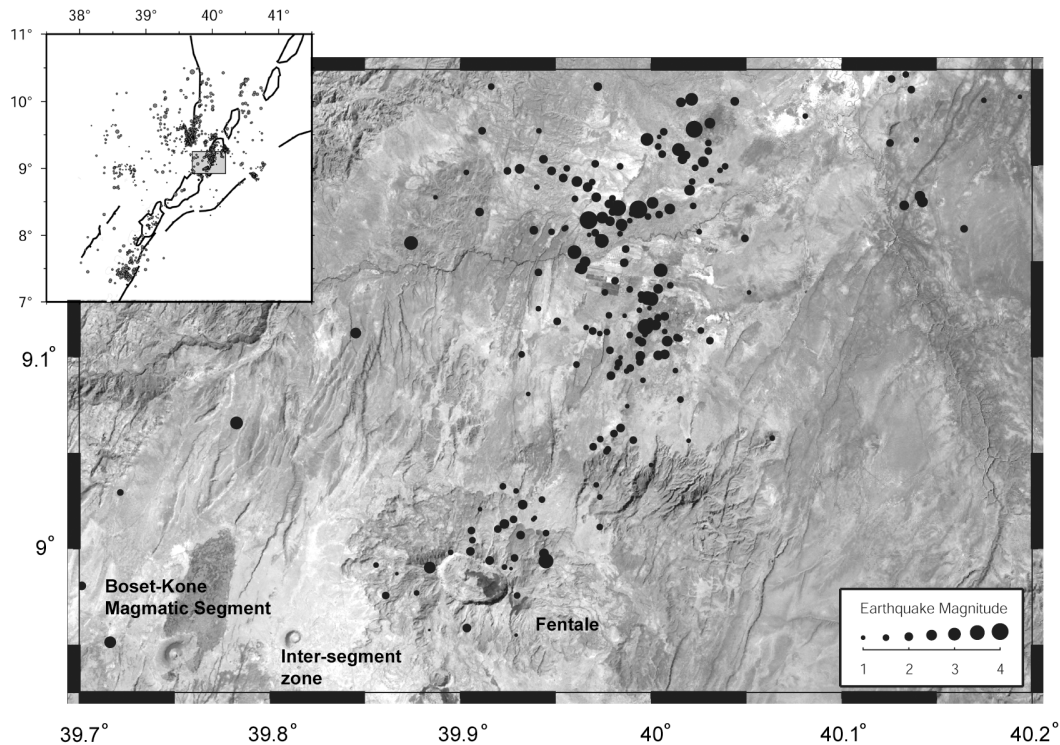 38° 39° 40° 41°
11°
10°
9°
8°
7°
9.1°
9°
Boset-Kone
Magmatic Segment
Inter-segment
zone
Fentale
Earthquake Magnitude
1 2 3 4
39.7° 39.8° 39.9° 40° 40.1° 40.2°